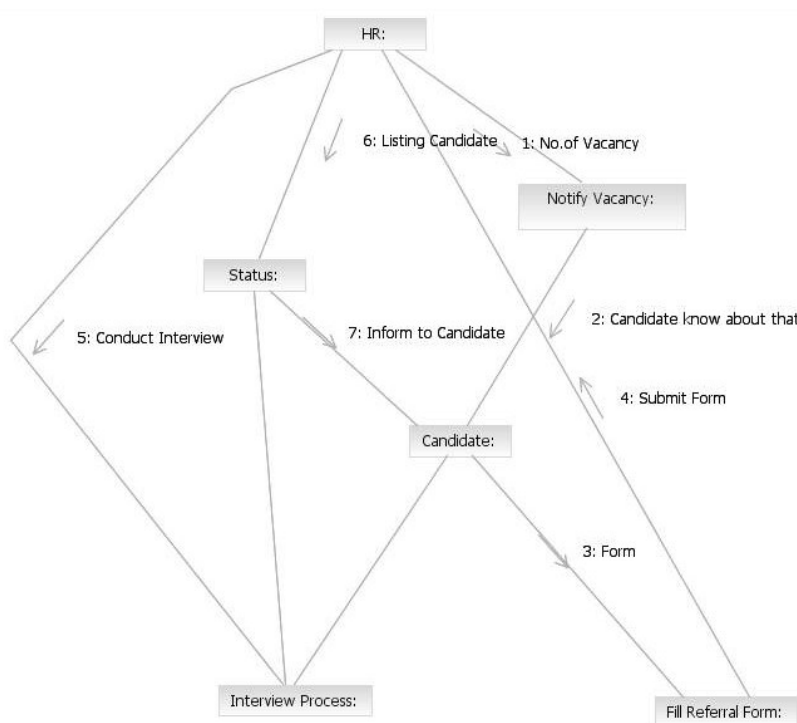 HR:
6: Listing Candidate
1: No.of Vacancy
Notify Vacancy:
Status:
5: Conduct Interview
7: Inform to Candidate
2: Candidate know about that
4: Submit Form
Candidate:
3: Form
Interview Process:
Fill Referral Form: